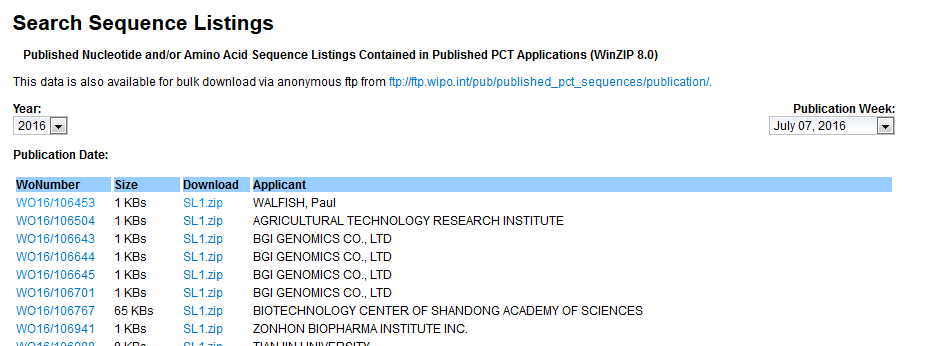 Search Sequence Listings
Published Nucleotide and/or Amino Acid Sequence Listings Contained in Published PCT Applications (WinZIP 8.0)
This data is also available for bulk download via anonymous ftp from ftp://ftp.wipo.int/pub/published_pct_sequences/publication/.
Year: Publication Week:
2016 July 07, 2016
Publication Date:
WoNumber Size Download Applicant
WO16/106453 1 KBs SL1.zip WALFISH, Paul
WO16/106504 1 KBs SL1.zip AGRICULTURAL TECHNOLOGY RESEARCH INSTITUTE
WO16/106643 1 KBs SL1.zip BGI GENOMICS CO., LTD
WO16/106644 1 KBs SL1.zip BGI GENOMICS CO., LTD
WO16/106645 1 KBs SL1.zip BGI GENOMICS CO., LTD
WO16/106701 1 KBs SL1.zip BGI GENOMICS CO., LTD
WO16/106767 65 KBs SL1.zip BIOTECHNOLOGY CENTER OF SHANDONG ACADEMY OF SCIENCES
WO16/106941 1 KBs SL1.zip ZONHON BIOPHARMA INSTITUTE INC.
SL1.zip TIANJIN UNIVERSITY